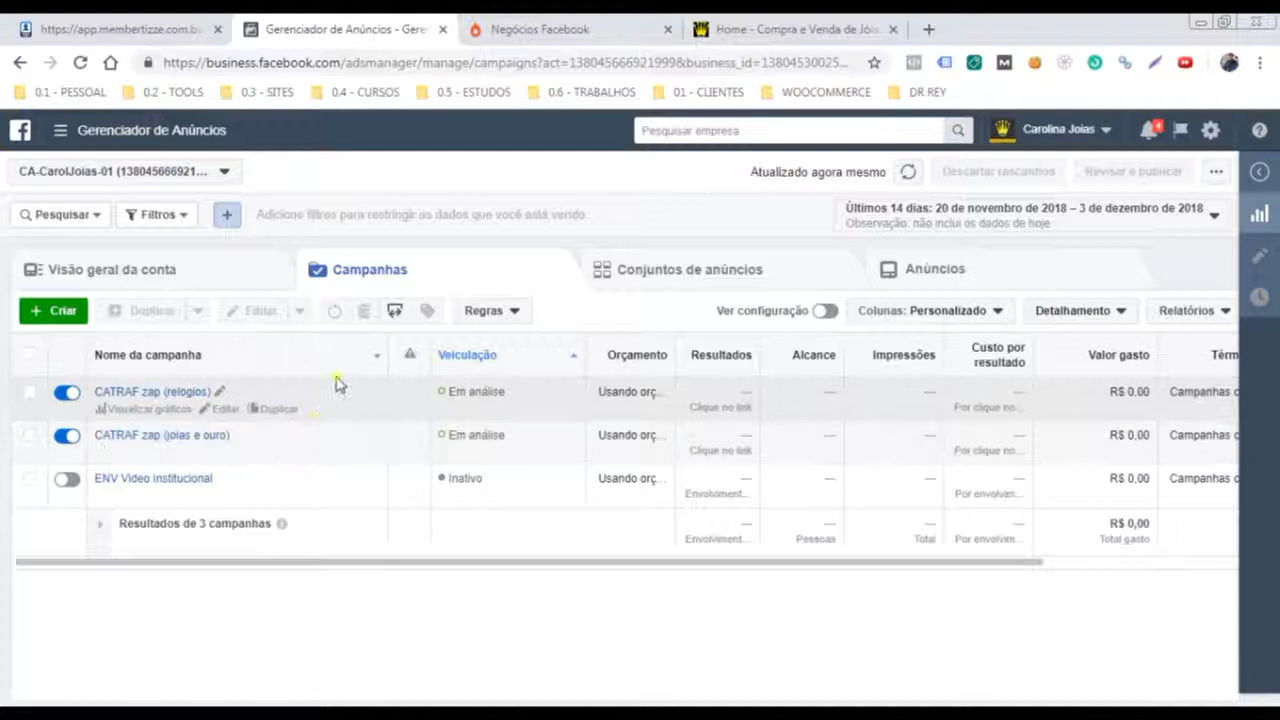 https://app.membertizze.com.b
Gerenciador de Anúncios - Gere
Negócios Facebook
Home - Compra e Venda de Jóia
https://business.facebook.com/adsmanager/manage/campaigns?act=138045666921999&business_id=13804530025...
0.1 - PESSOAL
0.2 - TOOLS
0.3 - SITES
0.4 - CURSOS
0.5 - ESTUDOS
0.6 - TRABALHOS
01 - CLIENTES
WOOCOMMERCE
DR REY
Gerenciador de Anúncios
Pesquisar empresa
Carolina Joias
CA-CarolJoias-01 (13804566692 1...
Atualizado agora mesmo
Descartar rascunhos
Revisar e publicar
Pesquisar
Filtros
Adicione filtros para restringir os dados que você está vendo.
Últimos 14 dias: 20 de novembro de 2018 – 3 de dezembro de 2018
Observação: não inclui os dados de hoje
Visão geral da conta
Campanhas
Conjuntos de anúncios
Anúncios
+ Criar
Duplicar
Editar
Regras
Ver configuração
Colunas: Personalizado
Detalhamento
Relatórios
Nome da campanha
Veiculação
Orçamento
Resultados
Alcance
Impressões
Custo por resultado
Valor gasto
Térm
CATRAF zap (relogios)
Em análise
Usando orç...
—
—
—
—
R$ 0,00
Campanhas c
Visualizar gráficos
Editar
Duplicar
Clique no link
Por clique no...
CATRAF zap (joias e ouro)
Em análise
Usando orç...
—
—
—
—
R$ 0,00
Campanhas c
Clique no link
Por clique no...
ENV Video Institucional
Inativo
Usando orç...
—
—
—
—
R$ 0,00
Campanhas c
Envolviment...
Por envolvim...
Resultados de 3 campanhas
—
—
—
—
R$ 0,00
Envolviment...
Pessoas
Total
Por envolvim...
Total gasto